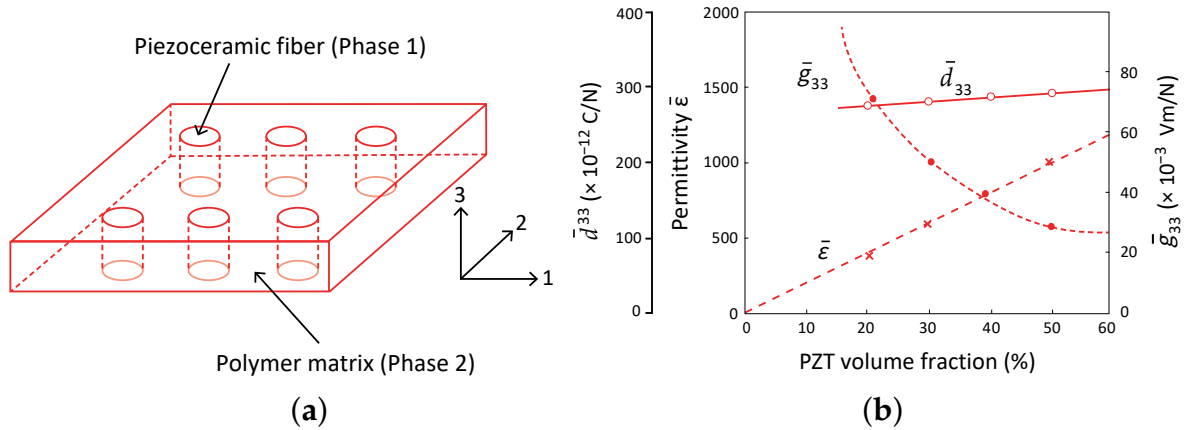 Piezoceramic fiber (Phase 1)
3
2
1
Polymer matrix (Phase 2)
(a)
(b)
400
300
200
100
0
d̄ 33 (× 10⁻¹² C/N)
2000
1500
1000
500
0
Permittivity ε̄
ḡ33
d̄33
ε̄
80
60
40
20
0
ḡ33 (× 10⁻³ Vm/N)
0
20
30
40
50
60
PZT volume fraction (%)